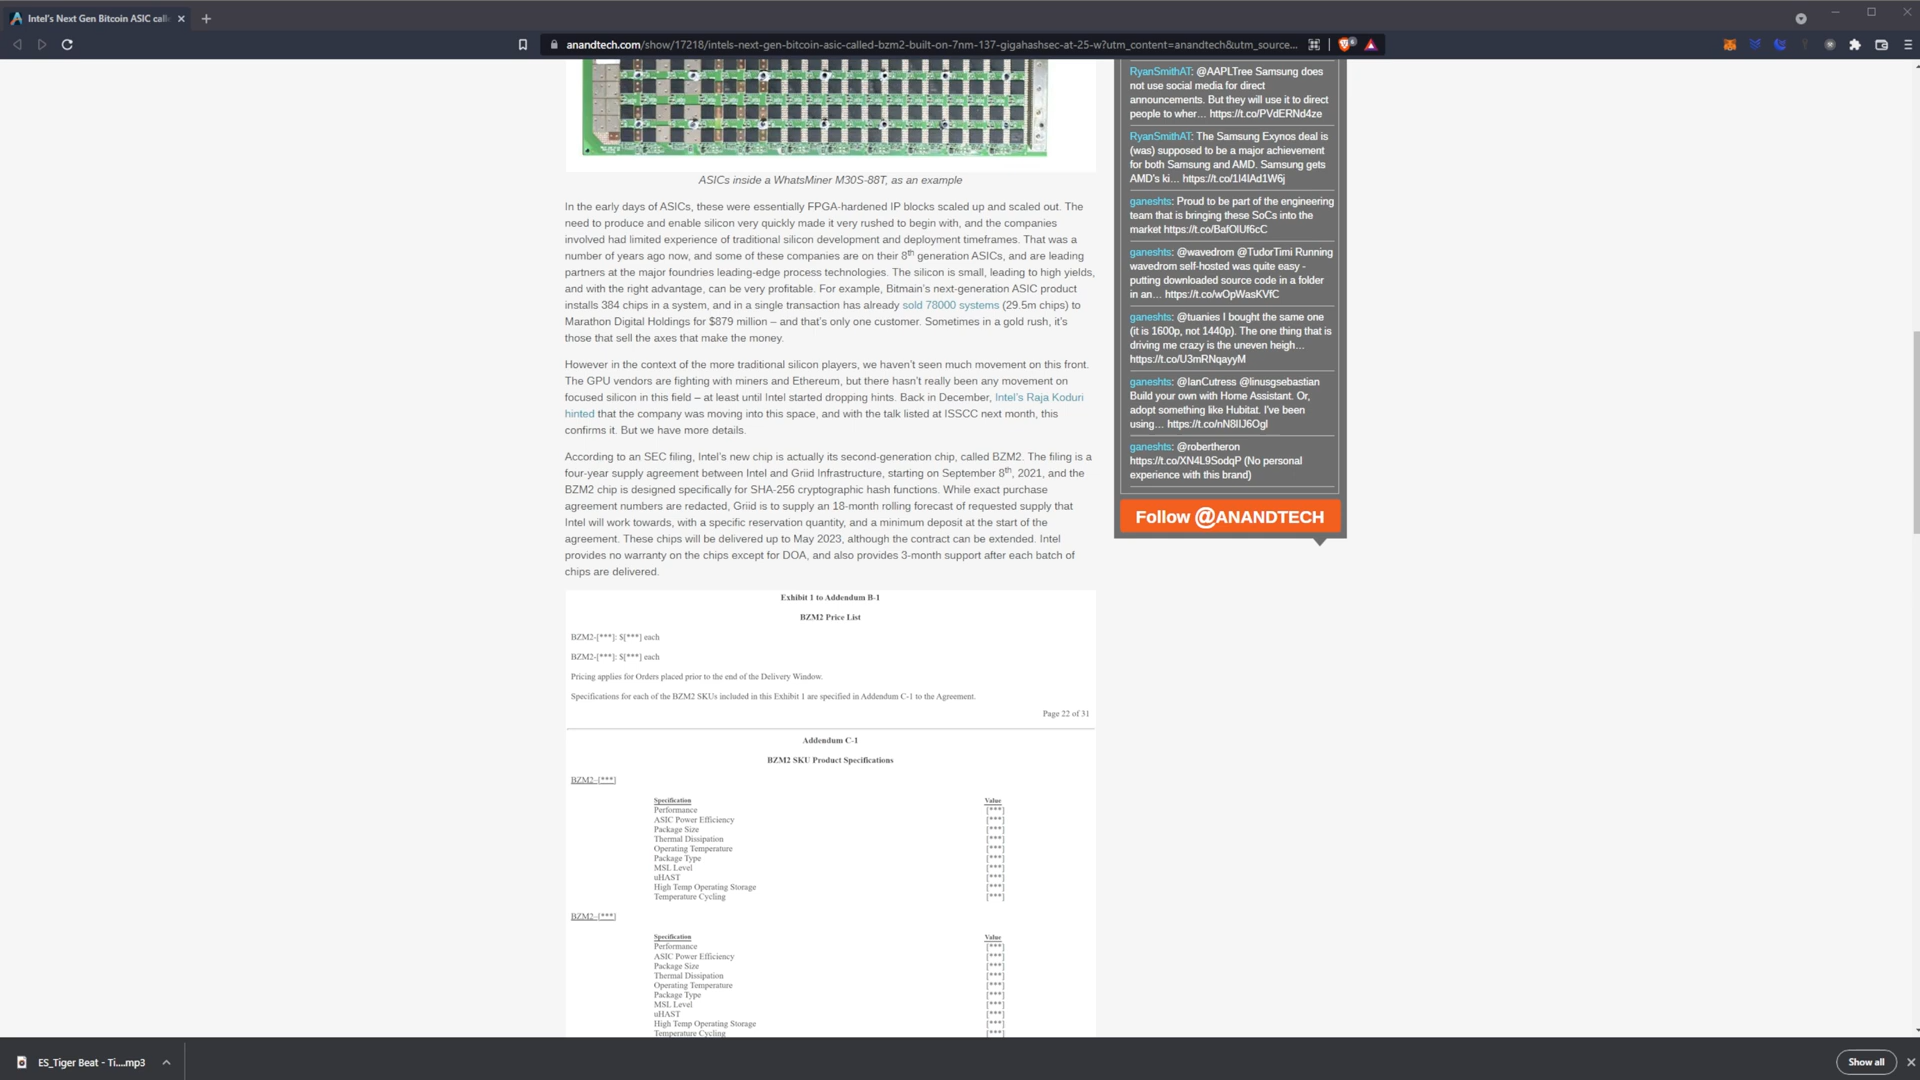 Intel's Next Gen Bitcoin ASIC call
anandtech.com/show/17218/intels-next-gen-bitcoin-asic-called-bzm2-built-on-7nm-137-gigahashsec-at-25-w?utm_content=anandtech&utm_source...
ASICs inside a WhatsMiner M30S-88T, as an example
In the early days of ASICs, these were essentially FPGA-hardened IP blocks scaled up and scaled out. The
need to produce and enable silicon very quickly made it very rushed to begin with, and the companies
involved had limited experience of traditional silicon development and deployment timeframes. That was a
number of years ago now, and some of these companies are on their 8th generation ASICs, and are leading
partners at the major foundries leading-edge process technologies. The silicon is small, leading to high yields,
and with the right advantage, can be very profitable. For example, Bitmain's next-generation ASIC product
installs 384 chips in a system, and in a single transaction has already sold 78000 systems (29.5m chips) to
Marathon Digital Holdings for $879 million – and that's only one customer. Sometimes in a gold rush, it's
those that sell the axes that make the money.
However in the context of the more traditional silicon players, we haven't seen much movement on this front.
The GPU vendors are fighting with miners and Ethereum, but there hasn't really been any movement on
focused silicon in this field – at least until Intel started dropping hints. Back in December, Intel's Raja Koduri
hinted that the company was moving into this space, and with the talk listed at ISSCC next month, this
confirms it. But we have more details.
According to an SEC filing, Intel's new chip is actually its second-generation chip, called BZM2. The filing is a
four-year supply agreement between Intel and Griid Infrastructure, starting on September 8th, 2021, and the
BZM2 chip is designed specifically for SHA-256 cryptographic hash functions. While exact purchase
agreement numbers are redacted, Griid is to supply an 18-month rolling forecast of requested supply that
Intel will work towards, with a specific reservation quantity, and a minimum deposit at the start of the
agreement. These chips will be delivered up to May 2023, although the contract can be extended. Intel
provides no warranty on the chips except for DOA, and also provides 3-month support after each batch of
chips are delivered.
Exhibit 1 to Addendum B-1
BZM2 Price List
BZM2-[***]: $[***] each
BZM2-[***]: $[***] each
Pricing applies for Orders placed prior to the end of the Delivery Window.
Specifications for each of the BZM2 SKUs included in this Exhibit 1 are specified in Addendum C-1 to the Agreement.
Page 22 of 31
Addendum C-1
BZM2 SKU Product Specifications
BZM2-[***]
Specification Value
Performance [***]
ASIC Power Efficiency [***]
Package Size [***]
Thermal Dissipation [***]
Operating Temperature [***]
Package Type [***]
MSL Level [***]
uHAST [***]
High Temp Operating Storage [***]
Temperature Cycling [***]
BZM2-[***]
Specification Value
Performance [***]
ASIC Power Efficiency [***]
Package Size [***]
Thermal Dissipation [***]
Operating Temperature [***]
Package Type [***]
MSL Level [***]
uHAST [***]
High Temp Operating Storage [***]
Temperature Cycling [***]
RyanSmithAT: @AAPLTree Samsung does
not use social media for direct
announcements. But they will use it to direct
people to wher… https://t.co/PVdERNd4ze
RyanSmithAT: The Samsung Exynos deal is
(was) supposed to be a major achievement
for both Samsung and AMD. Samsung gets
AMD's ki… https://t.co/1I4lAd1W6j
ganeshts: Proud to be part of the engineering
team that is bringing these SoCs into the
market https://t.co/BafOlUf6cC
ganeshts: @wavedrom @TudorTimi Running
wavedrom self-hosted was quite easy -
putting downloaded source code in a folder
in an… https://t.co/wOpWasKVfC
ganeshts: @tuanies I bought the same one
(it is 1600p, not 1440p). The one thing that is
driving me crazy is the uneven heigh…
https://t.co/U3mRNqayyM
ganeshts: @IanCutress @linusgsebastian
Build your own with Home Assistant. Or,
adopt something like Hubitat. I've been
using… https://t.co/nN8IIJ6Ogl
ganeshts: @robertheron
https://t.co/XN4L9SodqP (No personal
experience with this brand)
Follow @ANANDTECH
ES_Tiger Beat - Ti....mp3
Show all